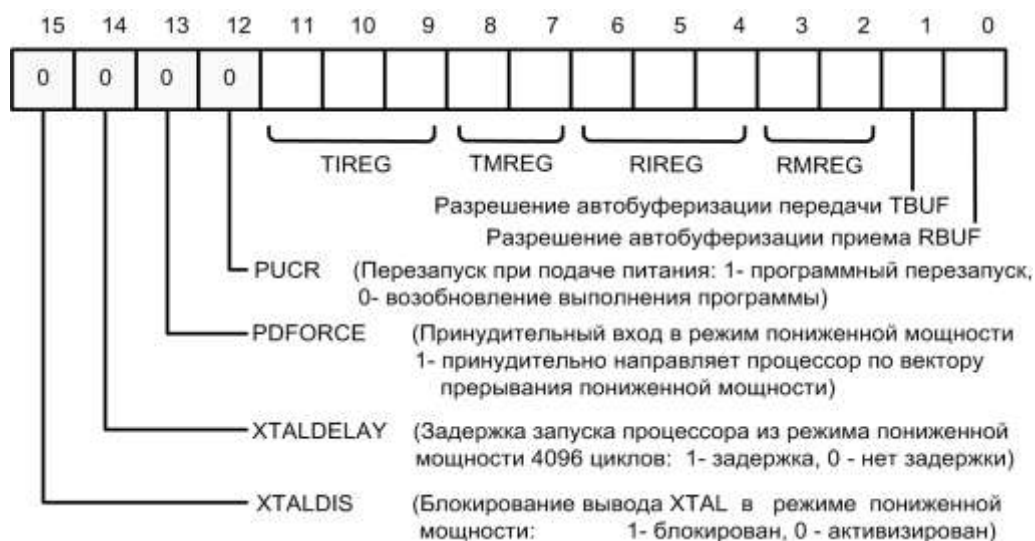 15 14 13 12 11 10 9 8 7 6 5 4 3 2 1 0
0 0 0 0
TIREG TMREG RIREG RMREG
Разрешение автобуферизации передачи TBUF
Разрешение автобуферизации приема RBUF
PUCR (Перезапуск при подаче питания: 1- программный перезапуск,
0- возобновление выполнения программы)
PDFORCE (Принудительный вход в режим пониженной мощности
1- принудительно направляет процессор по вектору
прерывания пониженной мощности)
XTALDELAY (Задержка запуска процессора из режима пониженной
мощности 4096 циклов: 1- задержка, 0 - нет задержки)
XTALDIS (Блокирование вывода XTAL в режиме пониженной
мощности: 1- блокирован, 0 - активизирован)